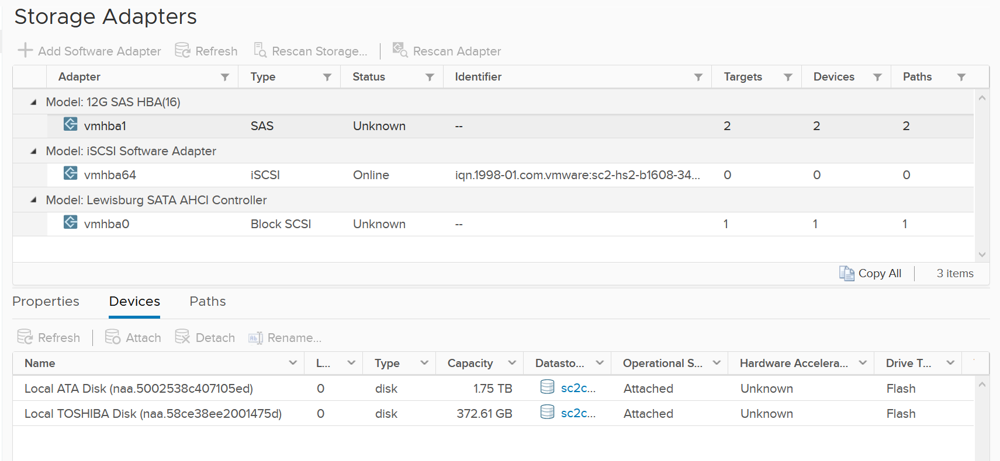 Storage Adapters
Add Software Adapter Refresh Rescan Storage... Rescan Adapter
Adapter Type Status Identifier Targets Devices Paths
Model: 12G SAS HBA(16)
vmhba1 SAS Unknown -- 2 2 2
Model: iSCSI Software Adapter
vmhba64 iSCSI Online iqn.1998-01.com.vmware:sc2-hs2-b1608-34... 0 0 0
Model: Lewisburg SATA AHCI Controller
vmhba0 Block SCSI Unknown -- 1 1 1
Copy All 3 items
Properties Devices Paths
Refresh Attach Detach Rename...
Name L... Type Capacity Datasto... Operational S... Hardware Accelera... Drive T...
Local ATA Disk (naa.5002538c407105ed) 0 disk 1.75 TB sc2c... Attached Unknown Flash
Local TOSHIBA Disk (naa.58ce38ee2001475d) 0 disk 372.61 GB sc2c... Attached Unknown Flash